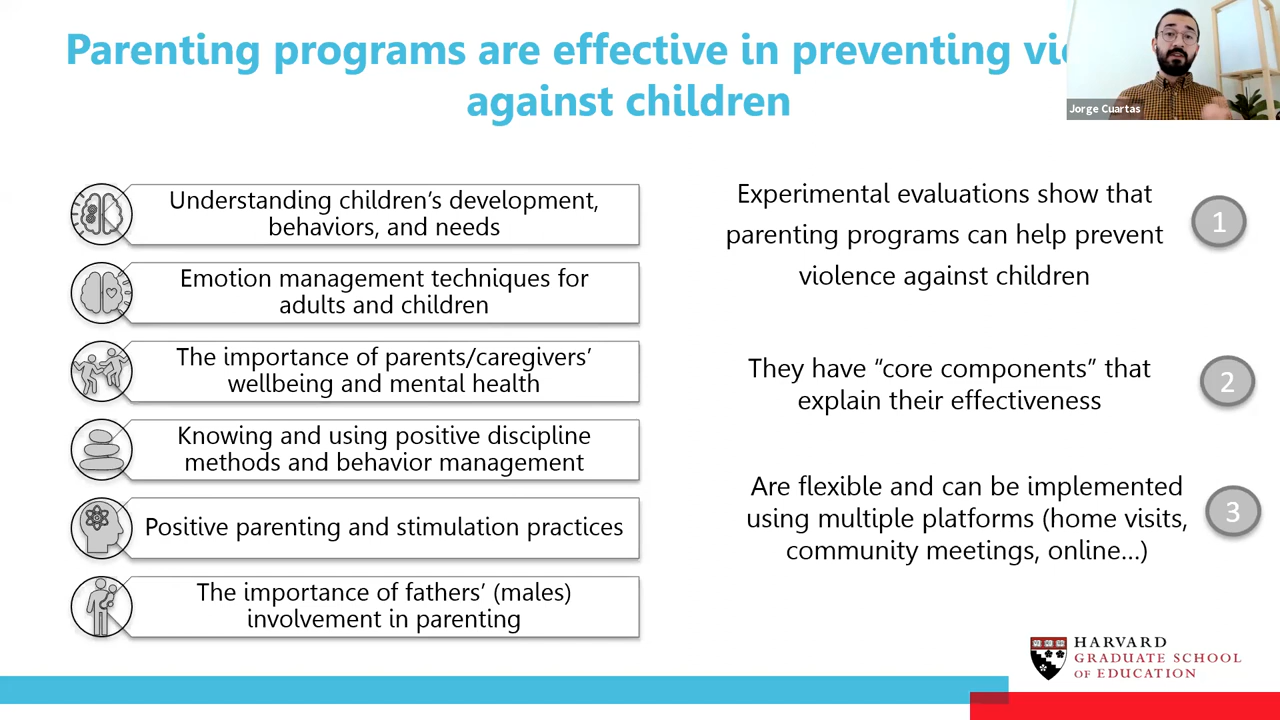 Parenting programs are effective in preventing
against children
Jorge Cuartas
Understanding children's development,
behaviors, and needs
Emotion management techniques for
adults and children
The importance of parents/caregivers'
wellbeing and mental health
Knowing and using positive discipline
methods and behavior management
Positive parenting and stimulation practices
The importance of fathers' (males)
involvement in parenting
Experimental evaluations show that
parenting programs can help prevent
violence against children
1
They have “core components” that
explain their effectiveness
2
Are flexible and can be implemented
using multiple platforms (home visits,
community meetings, online...)
3
HARVARD
GRADUATE SCHOOL
OF EDUCATION